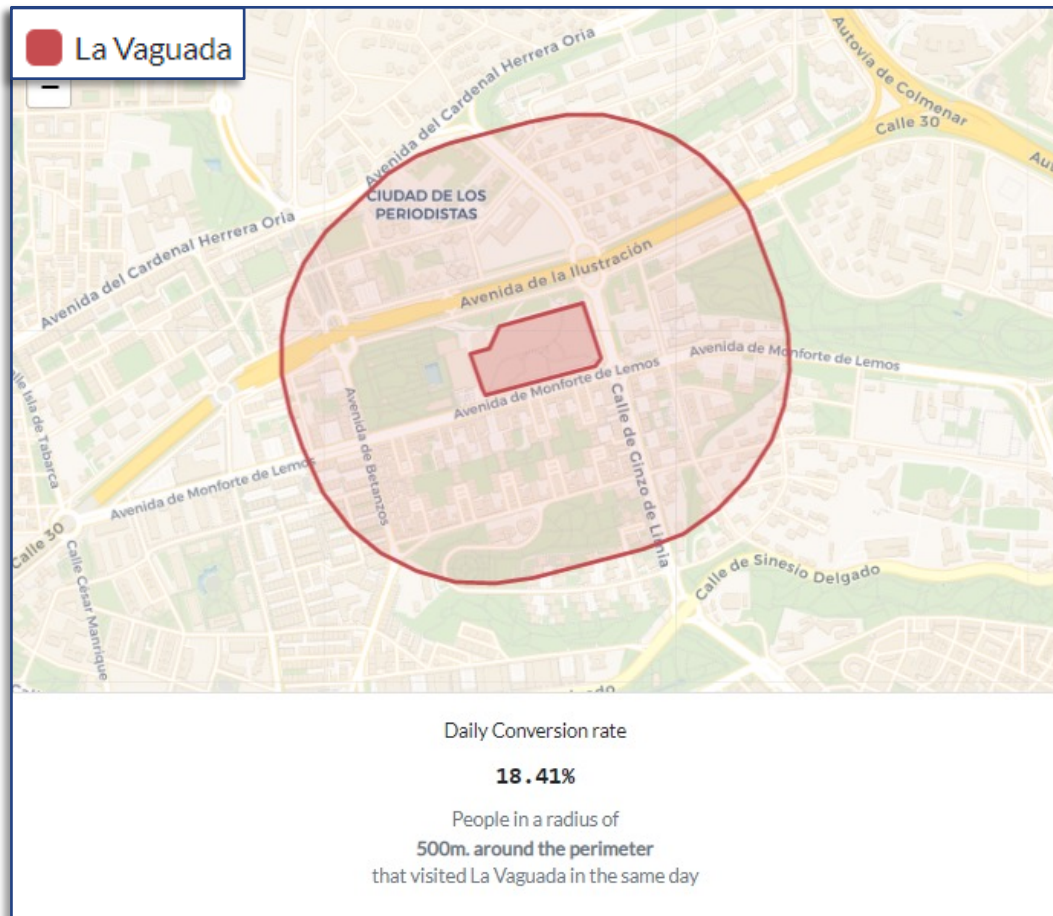 La Vaguada
−
Avenida del Cardenal Herrera Oria
Autovía de Colmenar
Calle 30
CIUDAD DE LOS
PERIODISTAS
Avenida del Cardenal Herrera Oria
Avenida de la Ilustración
Avenida de Monforte de Lemos
Avenida de Monforte de Lemos
Calle de Ginzo de Limia
Avenida de Betanzos
Avenida de Monforte de Lemos
Isla de Tabarca
Calle 30
Calle César Manrique
Calle de Sinesio Delgado
Daily Conversion rate
18.41%
People in a radius of
500m. around the perimeter
that visited La Vaguada in the same day